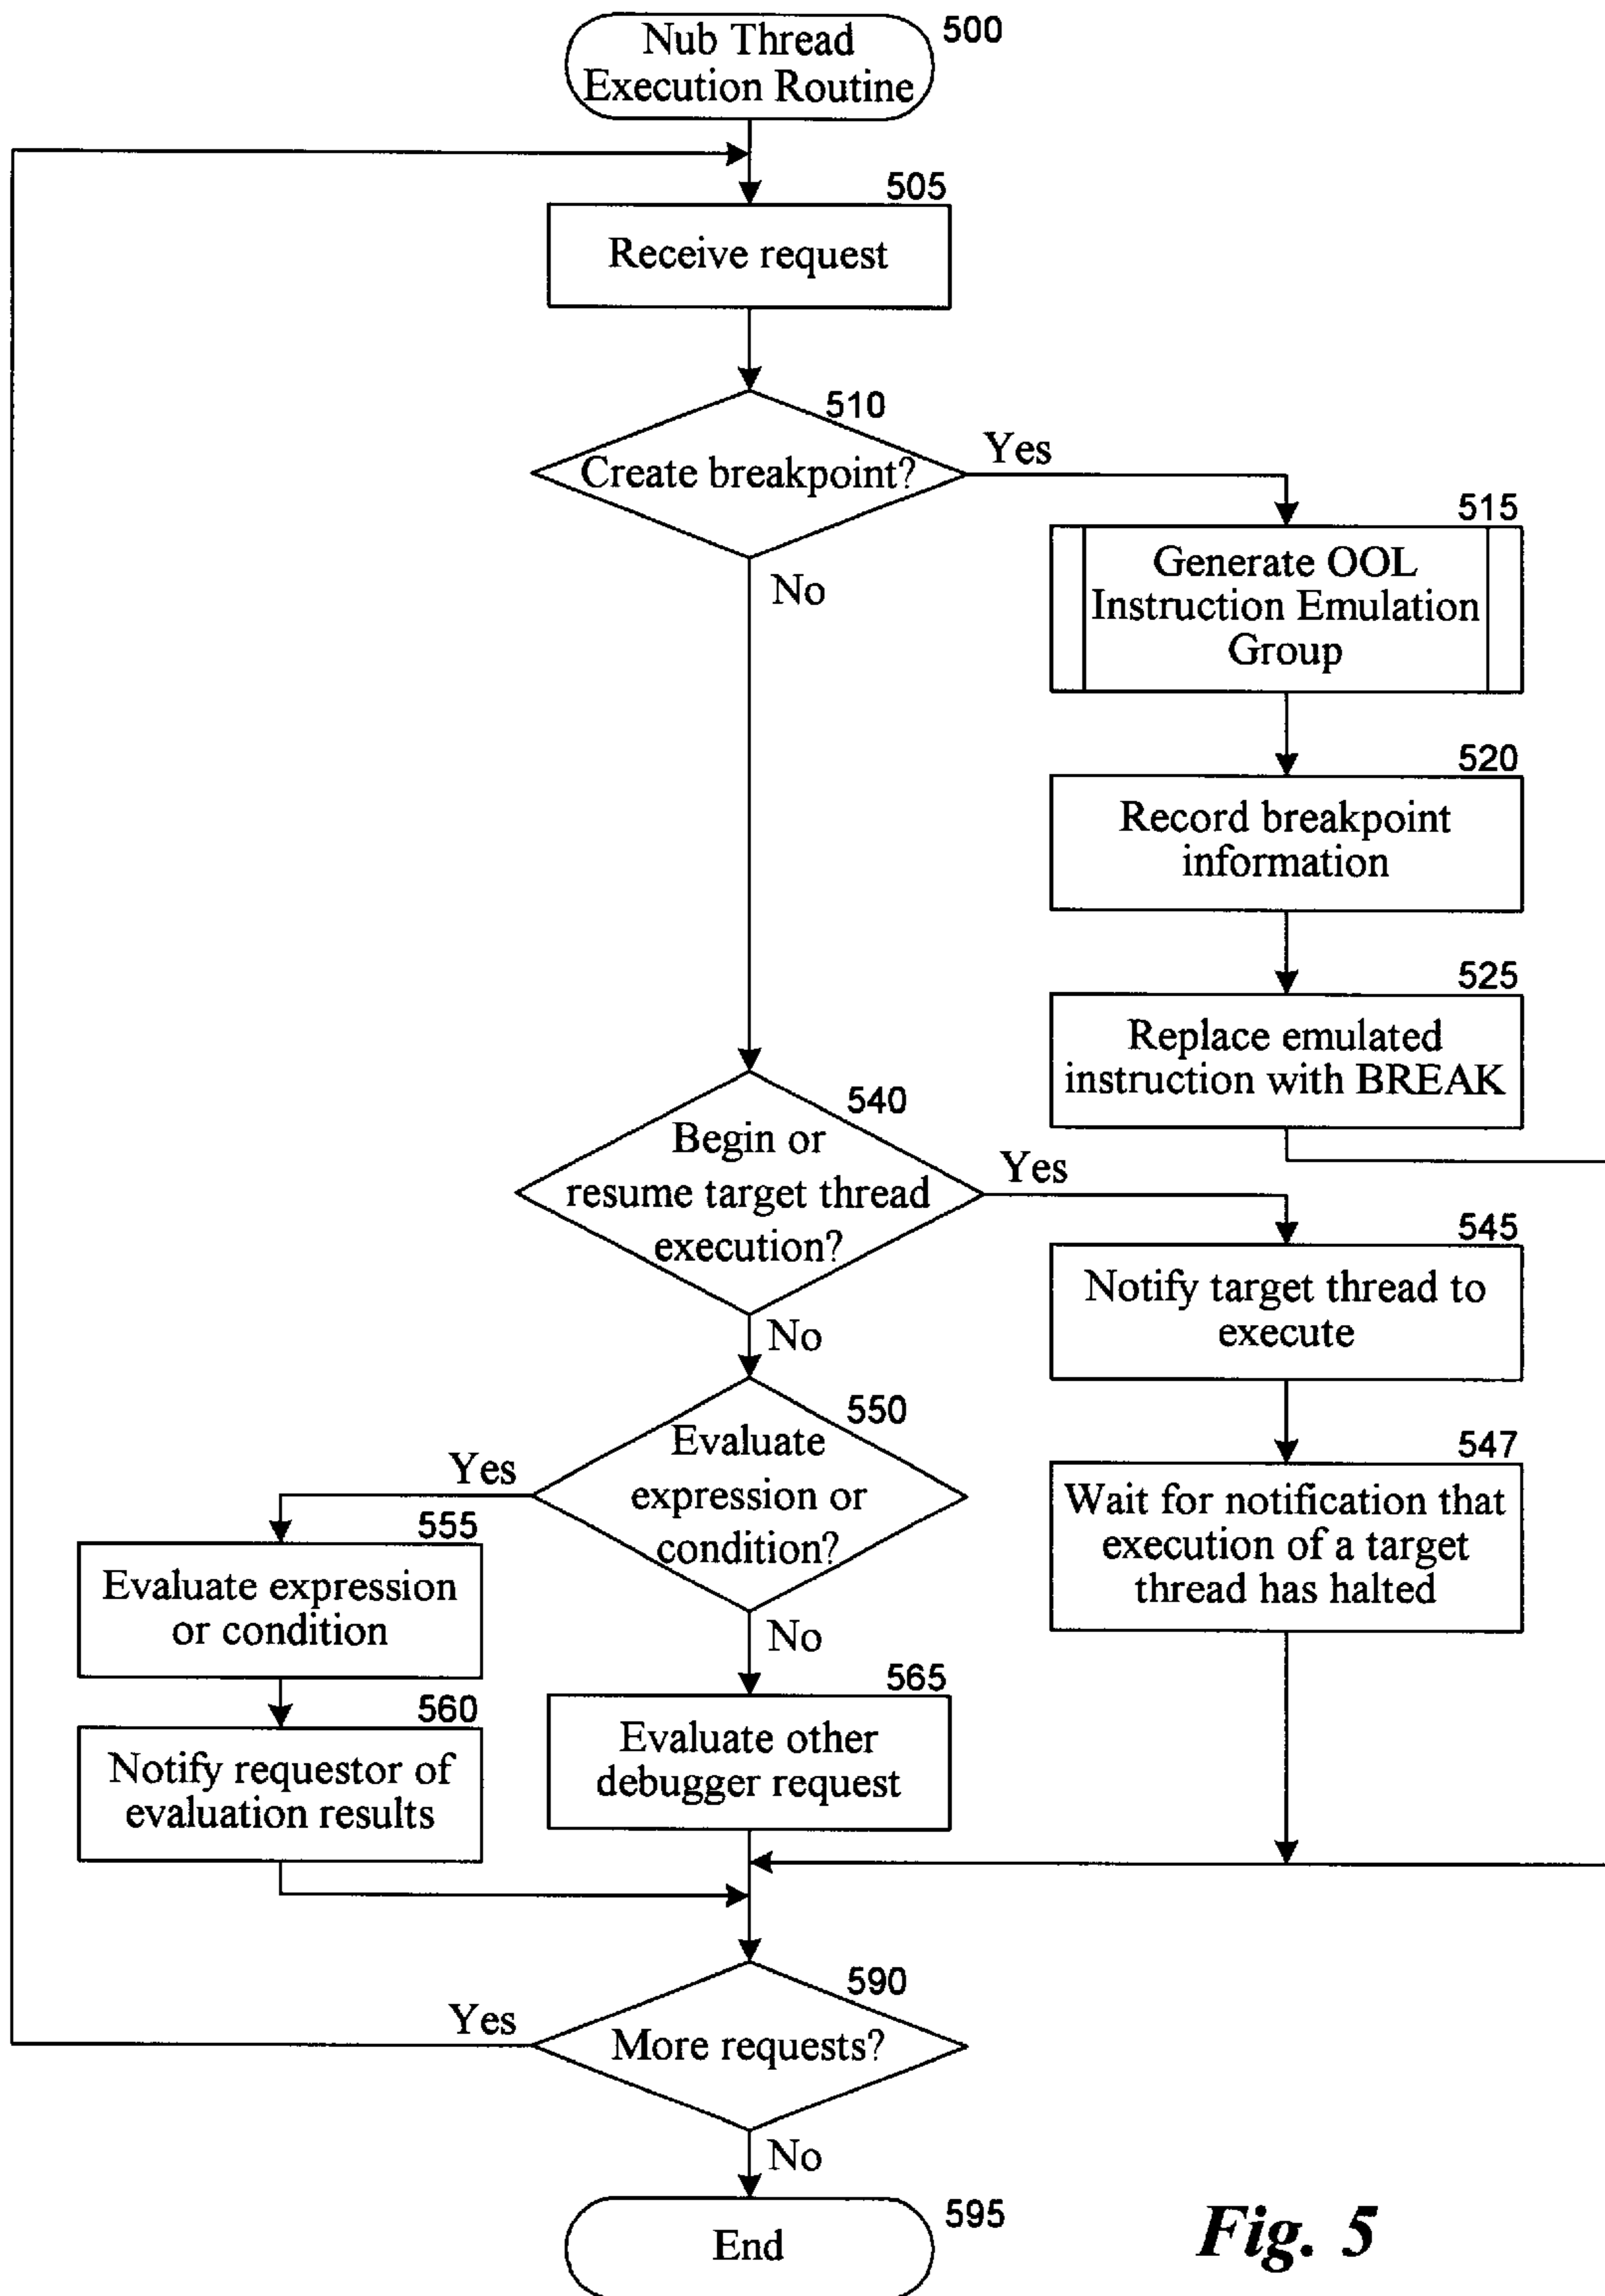 Nub Thread
Execution Routine
500
505
Receive request
510
Create breakpoint?
Yes
No
515
Generate OOL
Instruction Emulation
Group
520
Record breakpoint
information
525
Replace emulated
instruction with BREAK
540
Begin or
resume target thread
execution?
Yes
No
545
Notify target thread to
execute
547
Wait for notification that
execution of a target
thread has halted
550
Evaluate
expression or
condition?
Yes
No
555
Evaluate expression
or condition
560
Notify requestor of
evaluation results
565
Evaluate other
debugger request
590
More requests?
Yes
No
595
End
Fig. 5